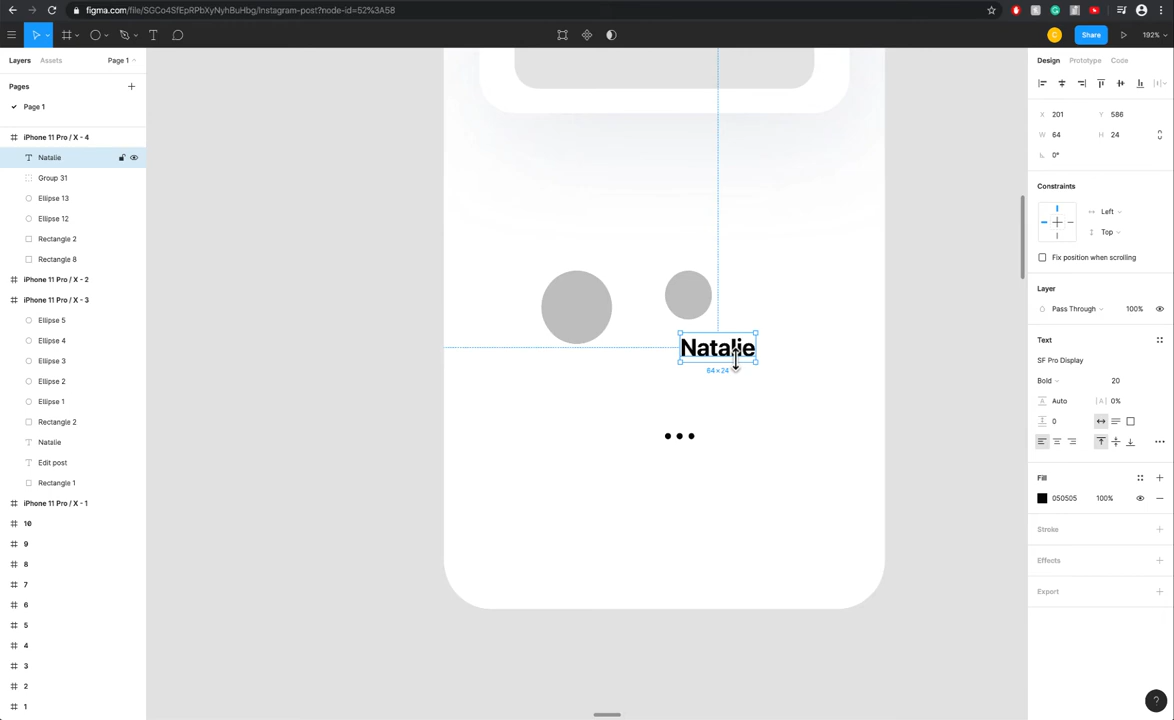 figma.com/file/SGCo4SfEpRPbXyNyhBuHbg/Instagram-post?node-id=52%3A58
C
Share
192%
Layers
Assets
Page 1
Pages
Page 1
iPhone 11 Pro / X - 4
Natalie
Group 31
Ellipse 13
Ellipse 12
Rectangle 2
Rectangle 8
iPhone 11 Pro / X - 2
iPhone 11 Pro / X - 3
Ellipse 5
Ellipse 4
Ellipse 3
Ellipse 2
Ellipse 1
Rectangle 2
Natalie
Edit post
Rectangle 1
iPhone 11 Pro / X - 1
10
9
8
7
6
5
4
3
2
1
Natalie
64×24
Design
Prototype
Code
X 201 Y 586
W 64 H 24
0°
Constraints
Left
Top
Fix position when scrolling
Layer
Pass Through 100%
Text
SF Pro Display
Bold 20
Auto |A| 0%
0
Fill
050505 100%
Stroke
Effects
Export
?